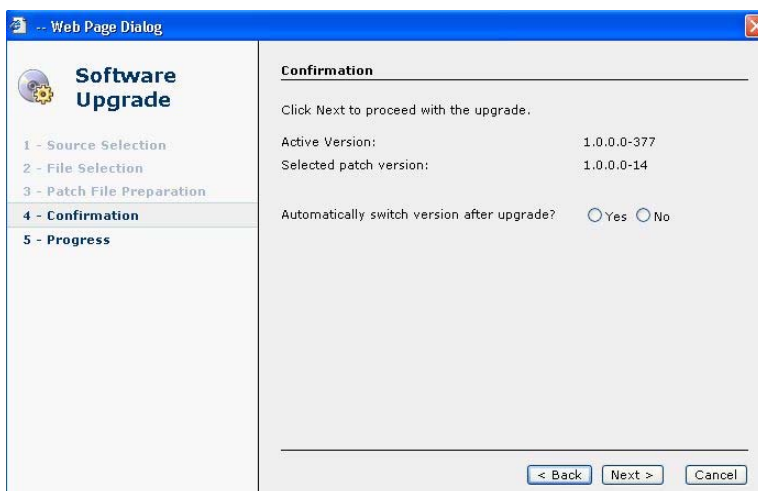 -- Web Page Dialog
Software
Upgrade
1 - Source Selection
2 - File Selection
3 - Patch File Preparation
4 - Confirmation
5 - Progress
Confirmation
Click Next to proceed with the upgrade.
Active Version: 1.0.0.0-377
Selected patch version: 1.0.0.0-14
Automatically switch version after upgrade? Yes No
< Back Next > Cancel